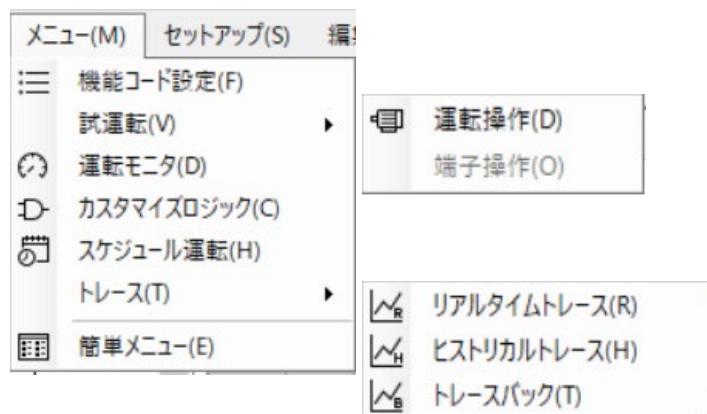 メニュー(M) セットアップ(S)
機能コード設定(F)
試運転(V)
運転モニタ(D)
カスタマイズロジック(C)
スケジュール運転(H)
トレース(T)
簡単メニュー(E)
運転操作(D)
端子操作(O)
リアルタイムトレース(R)
ヒストリカルトレース(H)
トレースバック(T)